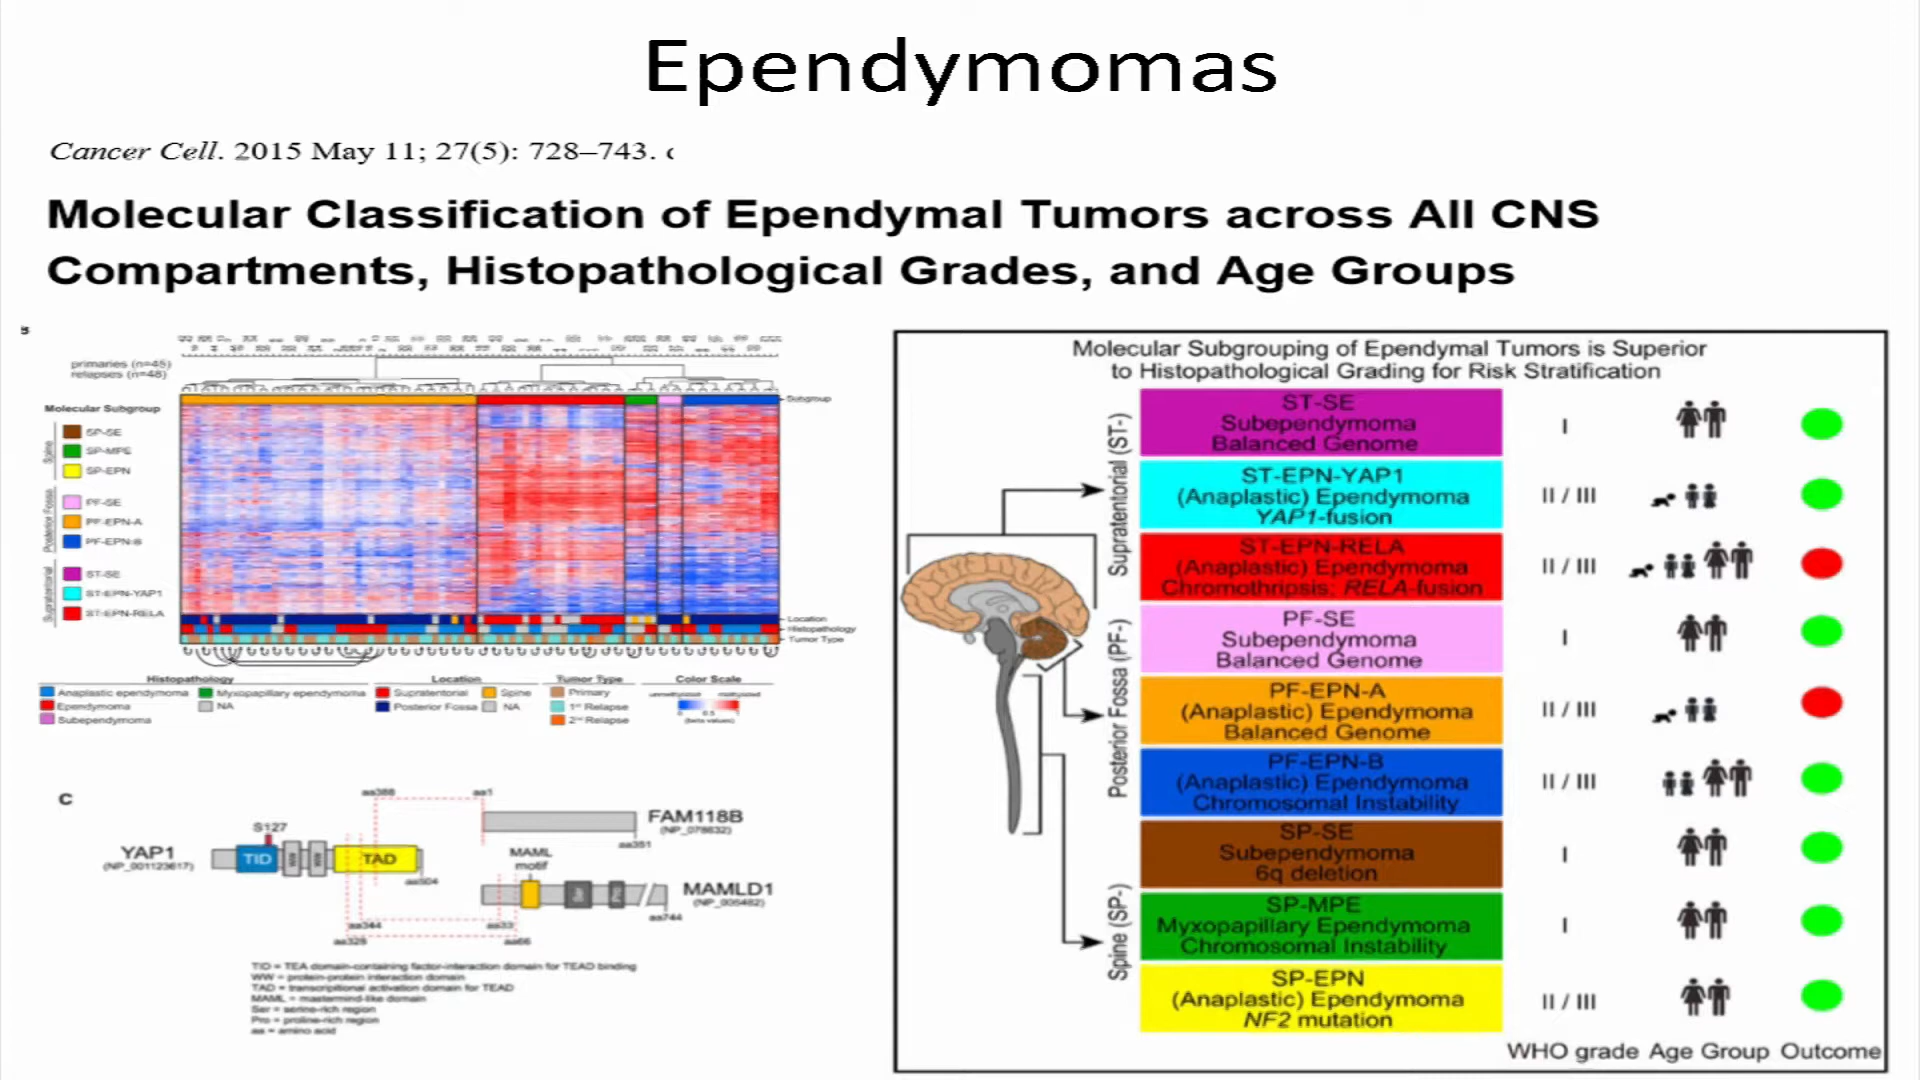 Ependymomas
Cancer Cell. 2015 May 11; 27(5): 728–743.
Molecular Classification of Ependymal Tumors across All CNS
Compartments, Histopathological Grades, and Age Groups
primaries (n=45)
relapses (n=48)
Subgroup
Molecular Subgroup
Spine
SP-SE
SP-MPE
SP-EPN
Posterior Fossa
PF-SE
PF-EPN-A
PF-EPN-B
Supratentorial
ST-SE
ST-EPN-YAP1
ST-EPN-RELA
Location
Histopathology
Tumor Type
Histopathology
Anaplastic ependymoma
Myxopapillary ependymoma
Ependymoma
NA
Subependymoma
Location
Supratentorial
Spine
Posterior Fossa
NA
Tumor Type
Primary
1st Relapse
2nd Relapse
Color Scale
unmethylated
methylated
0
0.5
1
(beta values)
C
YAP1
(NP_001123617)
S127
TID
WW
WW
TAD
aa504
aa388
aa1
FAM118B
(NP_078832)
aa351
MAML
motif
Ser
Pro
MAMLD1
(NP_005482)
aa744
aa344
aa33
aa328
aa66
TID = TEA domain-containing factor-interaction domain for TEAD binding
WW = protein-protein interaction domain
TAD = transcriptional activation domain for TEAD
MAML = mastermind-like domain
Ser = serine-rich region
Pro = proline-rich region
aa = amino acid
Molecular Subgrouping of Ependymal Tumors is Superior
to Histopathological Grading for Risk Stratification
Supratentorial (ST-)
ST-SE
Subependymoma
Balanced Genome
I
ST-EPN-YAP1
(Anaplastic) Ependymoma
YAP1-fusion
II / III
ST-EPN-RELA
(Anaplastic) Ependymoma
Chromothripsis; RELA-fusion
II / III
Posterior Fossa (PF-)
PF-SE
Subependymoma
Balanced Genome
I
PF-EPN-A
(Anaplastic) Ependymoma
Balanced Genome
II / III
PF-EPN-B
(Anaplastic) Ependymoma
Chromosomal Instability
II / III
Spine (SP-)
SP-SE
Subependymoma
6q deletion
I
SP-MPE
Myxopapillary Ependymoma
Chromosomal Instability
I
SP-EPN
(Anaplastic) Ependymoma
NF2 mutation
II / III
WHO grade Age Group Outcome